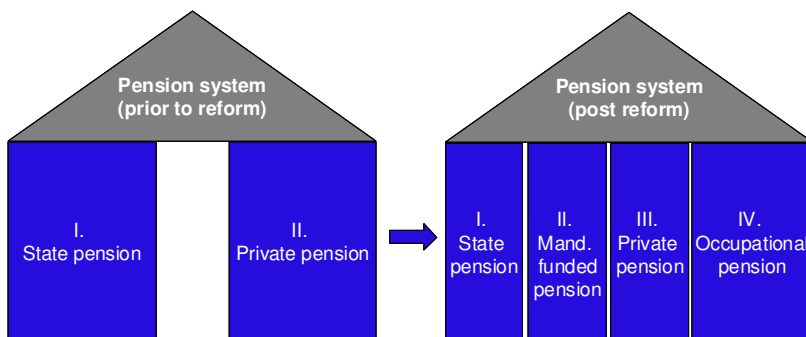 Pension system
(prior to reform)
I.
State pension
II.
Private pension
Pension system
(post reform)
I.
State
pension
II.
Mand.
funded
pension
III.
Private
pension
IV.
Occupational
pension